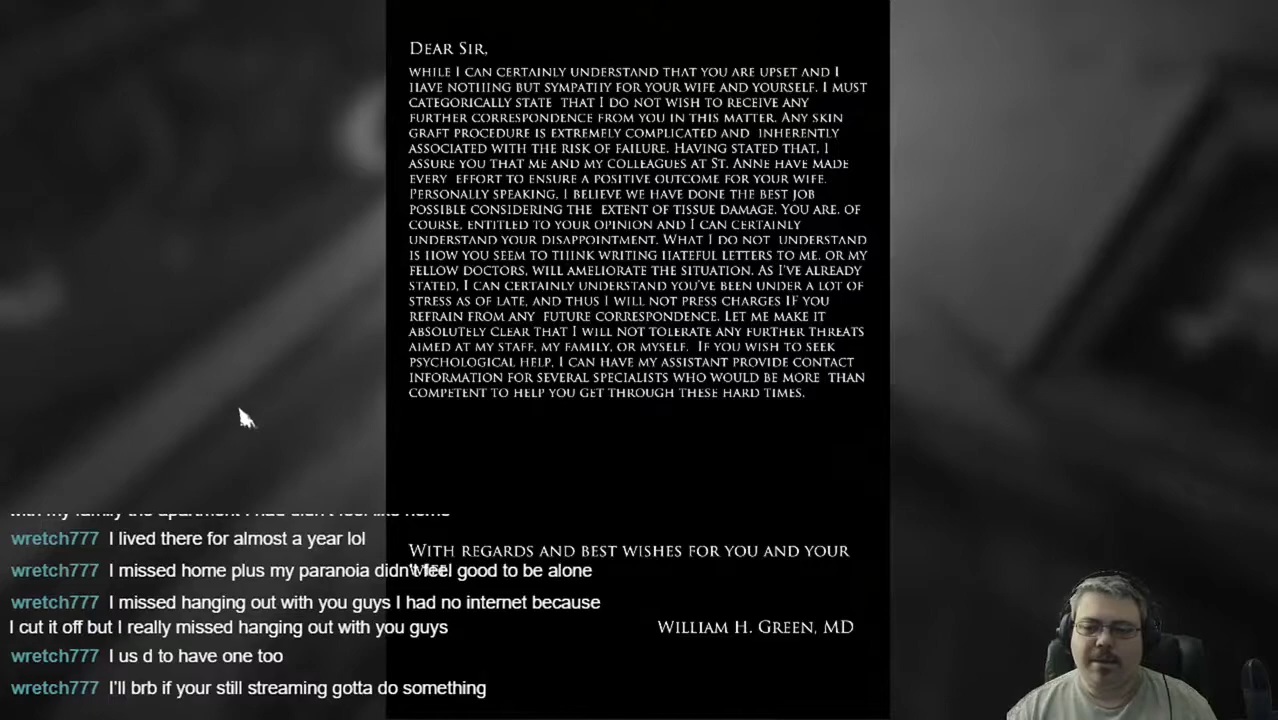 DEAR SIR,
WHILE I CAN CERTAINLY UNDERSTAND THAT YOU ARE UPSET AND I
HAVE NOTHING BUT SYMPATHY FOR YOUR WIFE AND YOURSELF. I MUST
CATEGORICALLY STATE THAT I DO NOT WISH TO RECEIVE ANY
FURTHER CORRESPONDENCE FROM YOU IN THIS MATTER. ANY SKIN
GRAFT PROCEDURE IS EXTREMELY COMPLICATED AND INHERENTLY
ASSOCIATED WITH THE RISK OF FAILURE. HAVING STATED THAT, I
ASSURE YOU THAT ME AND MY COLLEAGUES AT ST. ANNE HAVE MADE
EVERY EFFORT TO ENSURE A POSITIVE OUTCOME FOR YOUR WIFE.
PERSONALLY SPEAKING, I BELIEVE WE HAVE DONE THE BEST JOB
POSSIBLE CONSIDERING THE EXTENT OF TISSUE DAMAGE. YOU ARE, OF
COURSE, ENTITLED TO YOUR OPINION AND I CAN CERTAINLY
UNDERSTAND YOUR DISAPPOINTMENT. WHAT I DO NOT UNDERSTAND
IS HOW YOU SEEM TO THINK WRITING HATEFUL LETTERS TO ME, OR MY
FELLOW DOCTORS, WILL AMELIORATE THE SITUATION. AS I'VE ALREADY
STATED, I CAN CERTAINLY UNDERSTAND YOU'VE BEEN UNDER A LOT OF
STRESS AS OF LATE, AND THUS I WILL NOT PRESS CHARGES IF YOU
REFRAIN FROM ANY FUTURE CORRESPONDENCE. LET ME MAKE IT
ABSOLUTELY CLEAR THAT I WILL NOT TOLERATE ANY FURTHER THREATS
AIMED AT MY STAFF, MY FAMILY, OR MYSELF. IF YOU WISH TO SEEK
PSYCHOLOGICAL HELP, I CAN HAVE MY ASSISTANT PROVIDE CONTACT
INFORMATION FOR SEVERAL SPECIALISTS WHO WOULD BE MORE THAN
COMPETENT TO HELP YOU GET THROUGH THESE HARD TIMES.
WITH REGARDS AND BEST WISHES FOR YOU AND YOUR
WILLIAM H. GREEN, MD
with my family the apartment I had didn't feel like home
wretch777 I lived there for almost a year lol
wretch777 I missed home plus my paranoia didn't feel good to be alone
wretch777 I missed hanging out with you guys I had no internet because
I cut it off but I really missed hanging out with you guys
wretch777 I us d to have one too
wretch777 I'll brb if your still streaming gotta do something